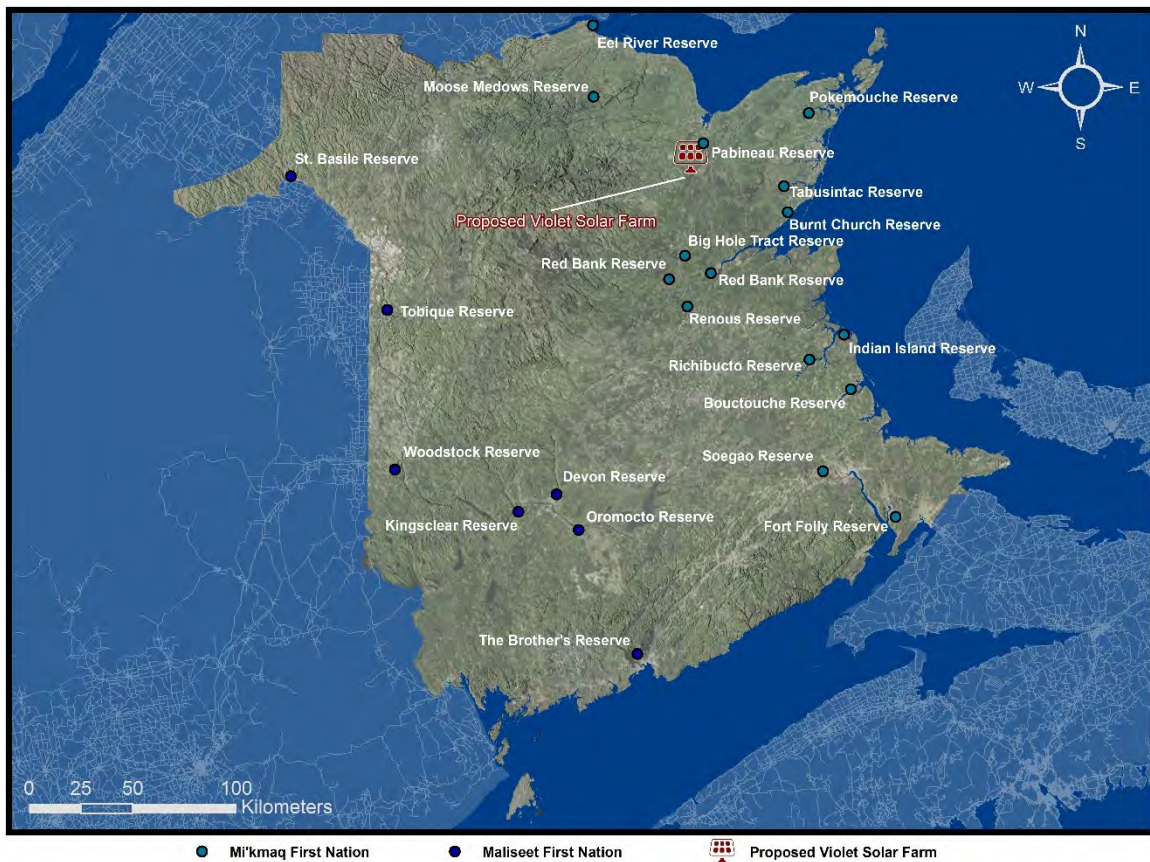 Eel River Reserve
N
Moose Medows Reserve
W
E
Pokemouche Reserve
S
Pabineau Reserve
St. Basile Reserve
Tabusintac Reserve
Proposed Violet Solar Farm
Burnt Church Reserve
Big Hole Tract Reserve
Red Bank Reserve
Red Bank Reserve
Tobique Reserve
Renous Reserve
Indian Island Reserve
Richibucto Reserve
Bouctouche Reserve
Woodstock Reserve
Soegao Reserve
Devon Reserve
Kingsclear Reserve
Oromocto Reserve
Fort Folly Reserve
The Brother's Reserve
0 25 50 100
Kilometers
Mi'kmaq First Nation
Maliseet First Nation
Proposed Violet Solar Farm